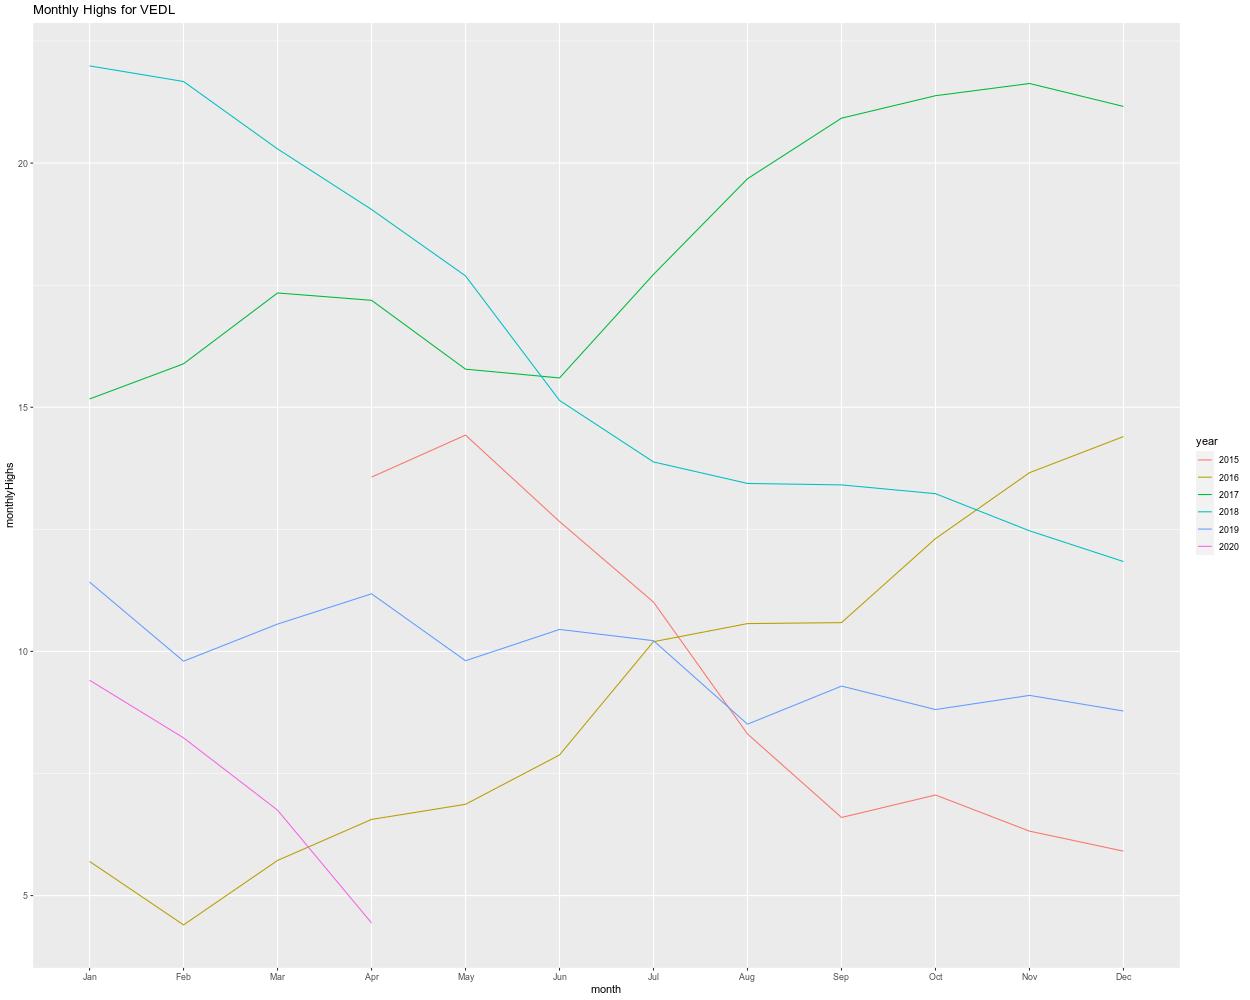 Monthly Highs for VEDL
20
15
10
5
monthlyHighs
Jan Feb Mar Apr May Jun Jul Aug Sep Oct Nov Dec
month
year
2015
2016
2017
2018
2019
2020